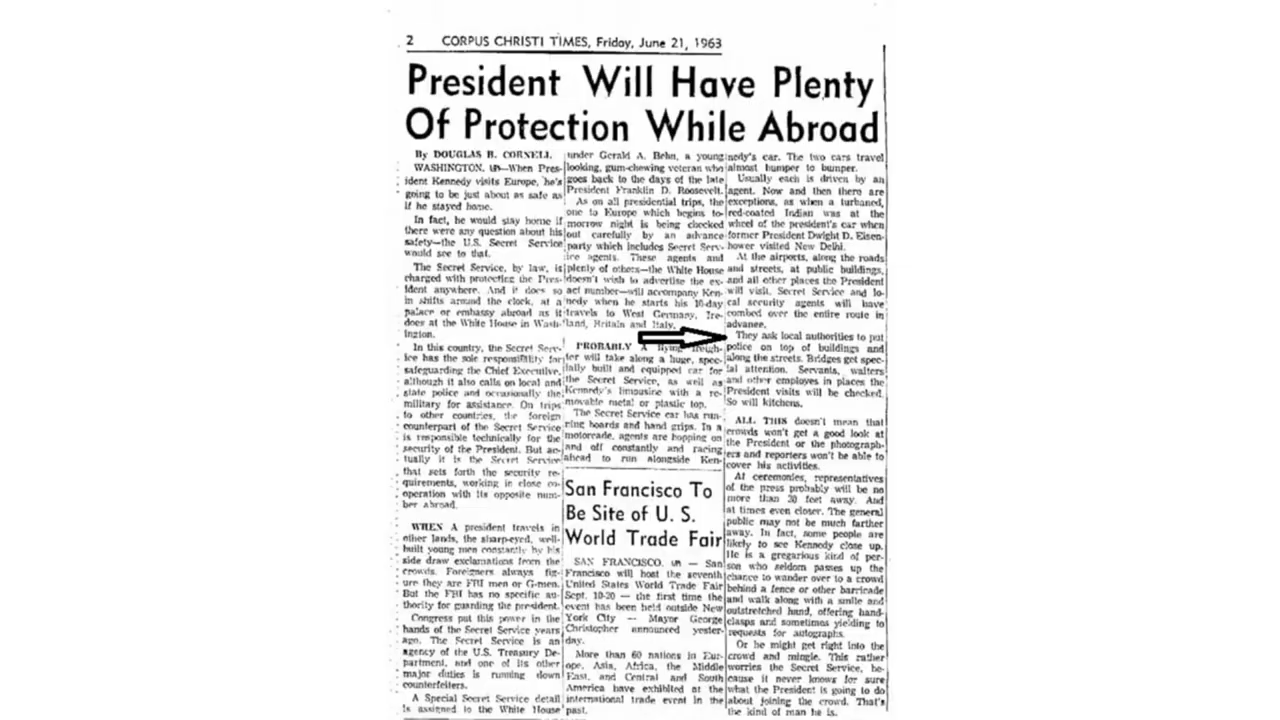 2 CORPUS CHRISTI TIMES, Friday, June 21, 1963
President Will Have Plenty
Of Protection While Abroad
By DOUGLAS B. CORNELL
WASHINGTON, (AP)—When Pres-
ident Kennedy visits Europe, he's
going to be just about as safe as
if he stayed home.
In fact, he would stay home if
there were any question about his
safety—the U.S. Secret Service
would see to that.
The Secret Service, by law, is
charged with protecting the Pres-
ident anywhere. And it does so
in shifts around the clock, at a
palace or embassy abroad as it
does at the White House in Wash-
ington.
In this country, the Secret Serv-
ice has the sole responsibility for
safeguarding the Chief Executive,
although it also calls on local and
state police and occasionally the
military for assistance. On trips
to other countries, the foreign
counterpart of the Secret Service
is responsible technically for the
security of the President. But ac-
tually it is the Secret Service
that sets forth the security re-
quirements, working in close co-
operation with its opposite num-
ber abroad.
WHEN A president travels in
other lands, the sharp-eyed, well-
built young men constantly by his
side draw exclamations from the
crowds. Foreigners always fig-
ure they are FBI men or G-men.
But the FBI has no specific au-
thority for guarding the president.
Congress put this power in the
hands of the Secret Service years
ago. The Secret Service is an
agency of the U.S. Treasury De-
partment, and one of its other
major duties is running down
counterfeiters.
A Special Secret Service detail
is assigned to the White House
under Gerald A. Behn, a young
looking, gum-chewing veteran who
goes back to the days of the late
President Franklin D. Roosevelt.
As on all presidential trips, the
one to Europe which begins to-
morrow night is being checked
out carefully by an advance
party which includes Secret Serv-
ice agents. These agents and
plenty of others—the White House
doesn't wish to advertise the ex-
act number—will accompany Ken-
nedy when he starts his 10-day
travels to West Germany, Ire-
land, Britain and Italy.
PROBABLY A flying freigh-
ter will take along a huge, spec-
ially built and equipped car for
the Secret Service, as well as
Kennedy's limousine with a re-
movable metal or plastic top.
The Secret Service car has run-
ning boards and hand grips. In a
motorcade, agents are hopping on
and off constantly and racing
ahead to run alongside Ken-
San Francisco To
Be Site of U. S.
World Trade Fair
SAN FRANCISCO, (AP) — San
Francisco will host the seventh
United States World Trade Fair
Sept. 10-20 — the first time the
event has been held outside New
York City — Mayor George
Christopher announced yester-
day.
More than 60 nations in Eur-
ope, Asia, Africa, the Middle
East, and Central and South
America have exhibited at the
international trade event in the
past.
nedy's car. The two cars travel
almost bumper to bumper.
Usually each is driven by an
agent. Now and then there are
exceptions, as when a turbaned,
red-coated Indian was at the
wheel of the president's car when
former President Dwight D. Eisen-
hower visited New Delhi.
At the airports, along the roads
and streets, at public buildings,
and all other places the President
will visit, Secret Service and lo-
cal security agents will have
combed over the entire route in
advance.
They ask local authorities to put
police on top of buildings and
along the streets. Bridges get spec-
ial attention. Servants, waiters
and other employes in places the
President visits will be checked.
So will kitchens.
ALL THIS doesn't mean that
crowds won't get a good look at
the President or the photograph-
ers and reporters won't be able to
cover his activities.
At ceremonies, representatives
of the press probably will be no
more than 20 feet away. And
at times even closer. The general
public may not be much farther
away. In fact, some people are
likely to see Kennedy close up.
He is a gregarious kind of per-
son who seldom passes up the
chance to wander over to a crowd
behind a fence or other barricade
and walk along with a smile and
outstretched hand, offering hand-
clasps and sometimes yielding to
requests for autographs.
Or he might get right into the
crowd and mingle. This rather
worries the Secret Service, be-
cause it never knows for sure
what the President is going to do
about joining the crowd. That's
the kind of man he is.